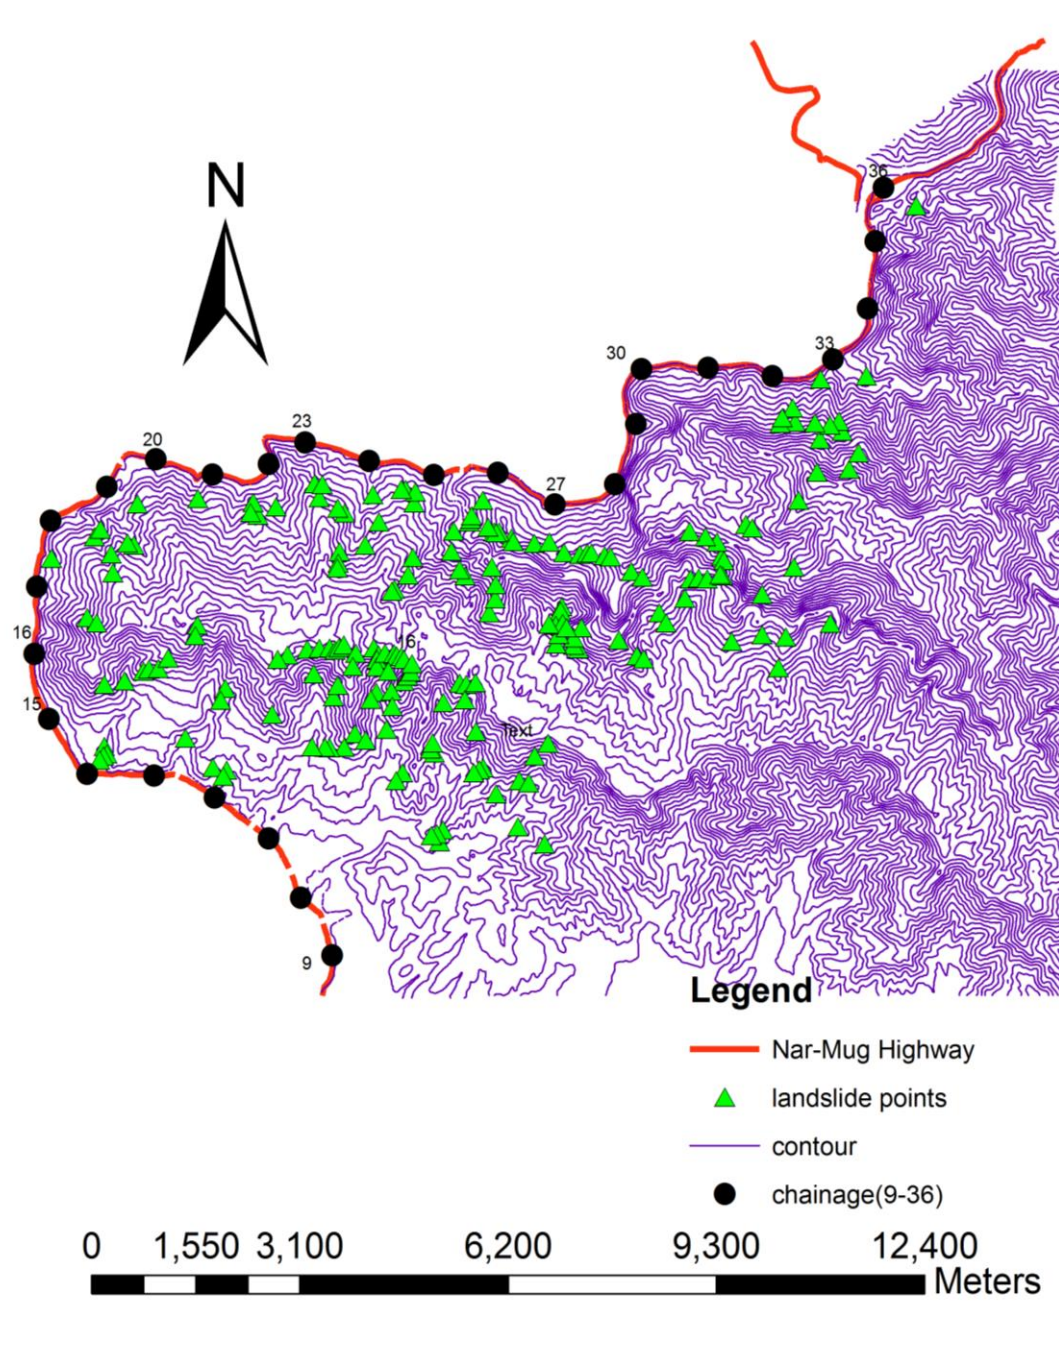 N
36
33
30
23
20
27
16
16
15
Text
9
Legend
Nar-Mug Highway
landslide points
contour
chainage(9-36)
0 1,550 3,100 6,200 9,300 12,400
Meters